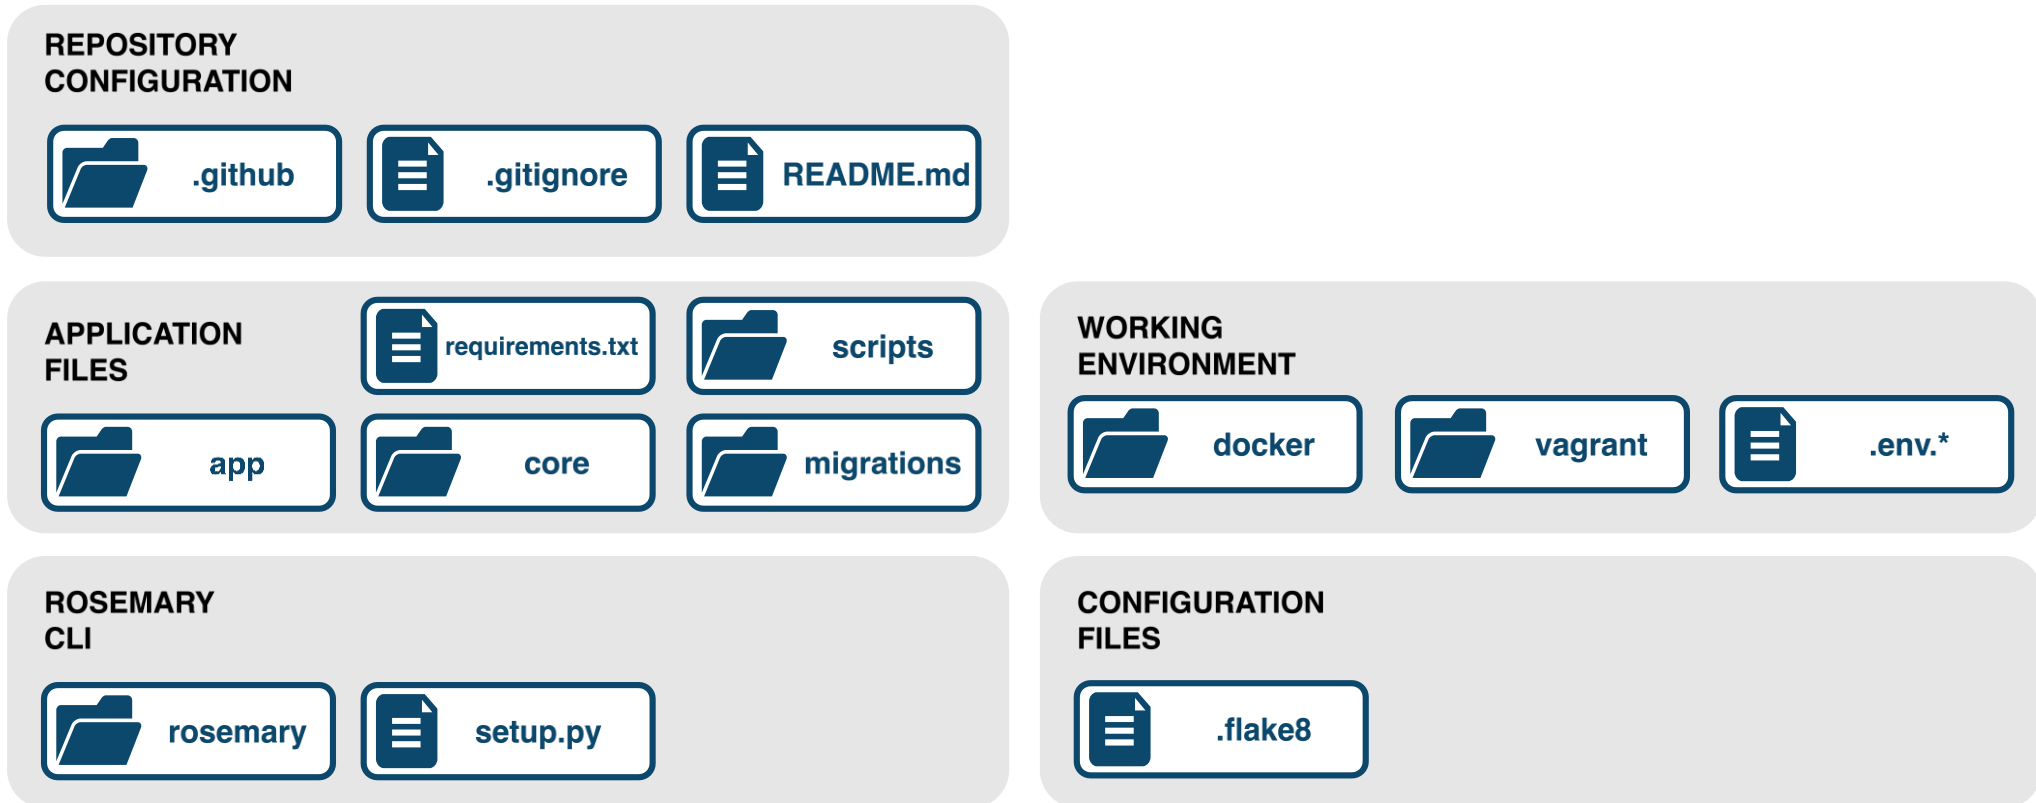 REPOSITORY
CONFIGURATION
.github
.gitignore
README.md
APPLICATION
FILES
requirements.txt
scripts
app
core
migrations
WORKING
ENVIRONMENT
docker
vagrant
.env.*
ROSEMARY
CLI
rosemary
setup.py
CONFIGURATION
FILES
.flake8